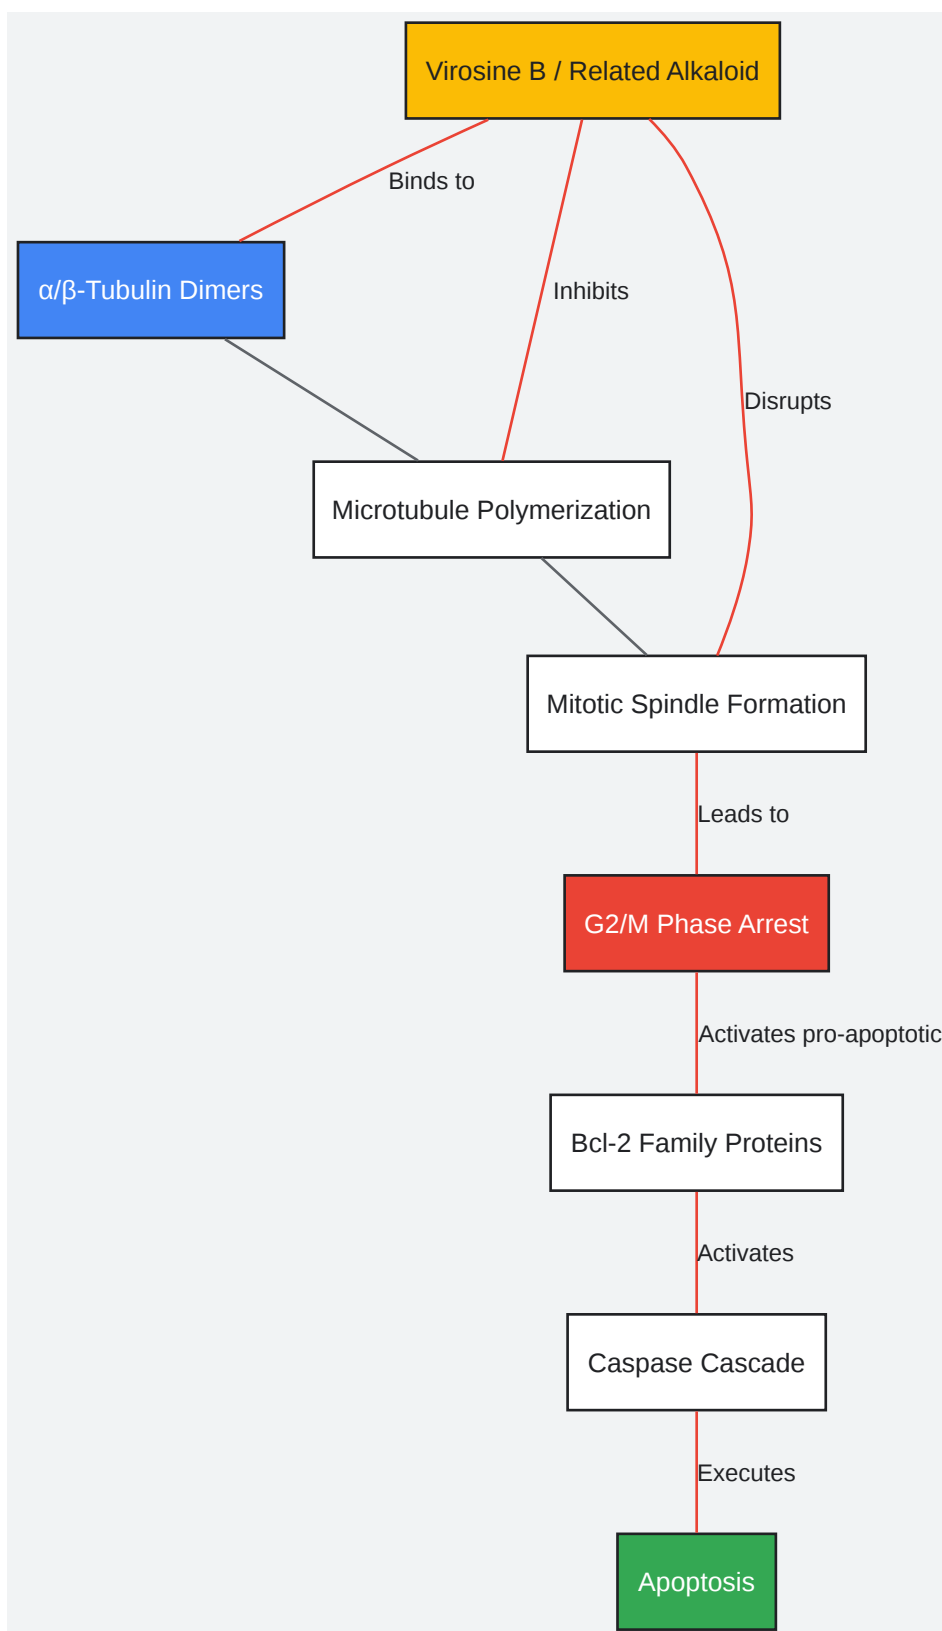 Virosine B / Related Alkaloid
Binds to
α/β-Tubulin Dimers
Inhibits
Disrupts
Microtubule Polymerization
Mitotic Spindle Formation
Leads to
G2/M Phase Arrest
Activates pro-apoptotic
Bcl-2 Family Proteins
Activates
Caspase Cascade
Executes
Apoptosis